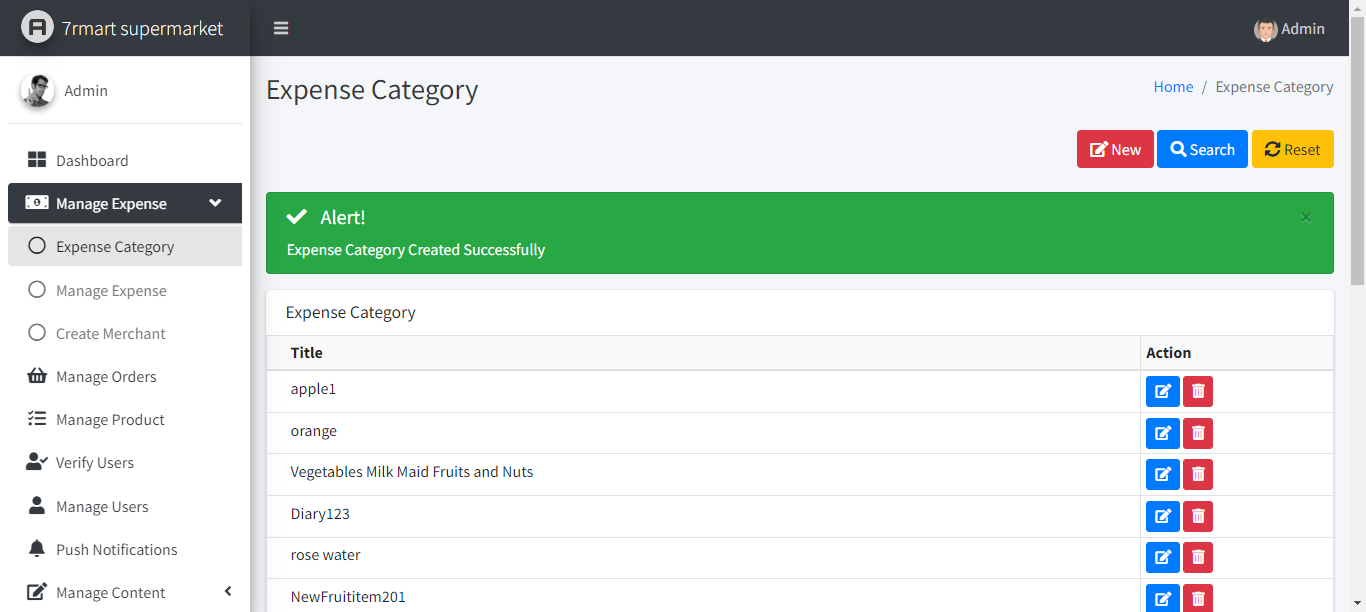 7rmart supermarket
Admin
Admin
Expense Category
Home / Expense Category
New
Search
Reset
Dashboard
Manage Expense
Expense Category
Manage Expense
Create Merchant
Manage Orders
Manage Product
Verify Users
Manage Users
Push Notifications
Manage Content
Alert!
×
Expense Category Created Successfully
Expense Category
Title Action
apple1
orange
Vegetables Milk Maid Fruits and Nuts
Diary123
rose water
NewFruititem201